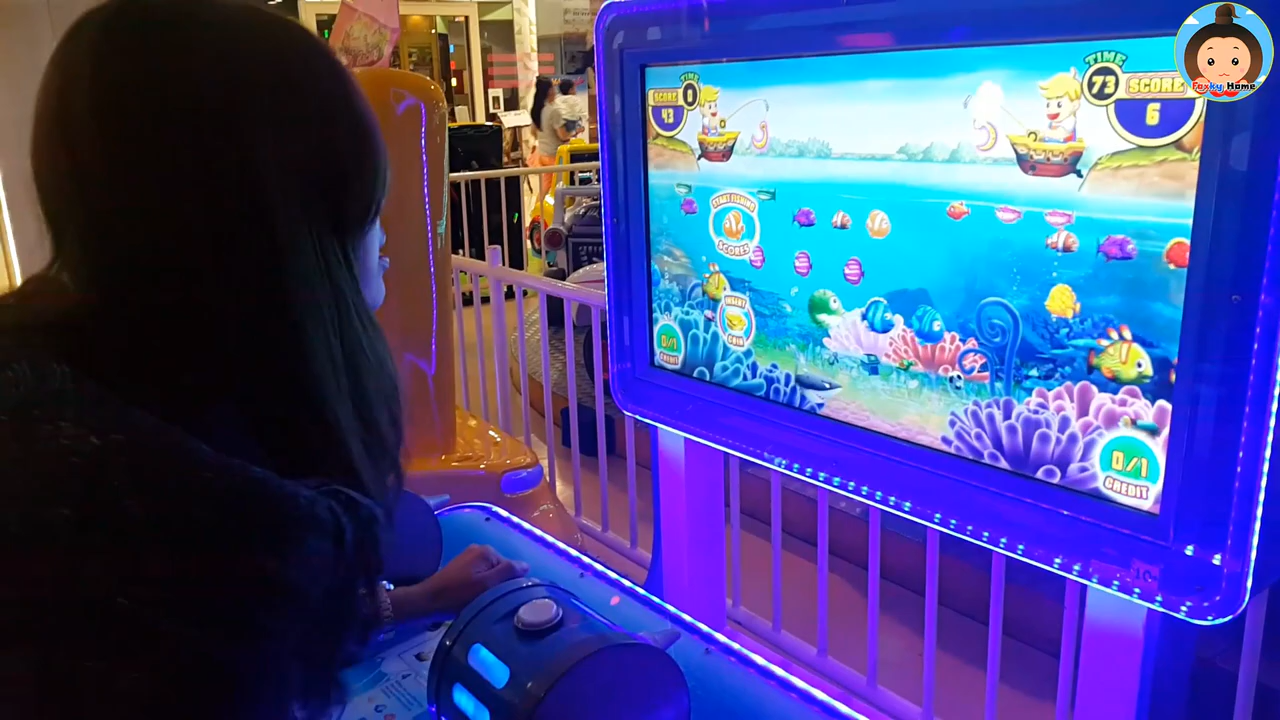 TIME
SCORE
0
43
START FISHING
SCORES
INSERT
COIN
0/1
CREDIT
TIME
73
SCORE
6
0/1
CREDIT
Foxky Home